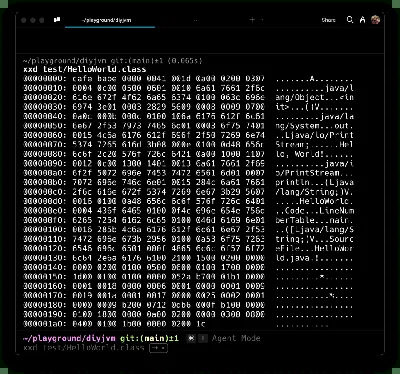 ~/playground/diyjvm
Share
~/playground/diyjvm git:(main)±1 (0.065s)
xxd test/HelloWorld.class
00000000: cafe babe 0000 0041 001d 0a00 0200 0307 .......A........
00000010: 0004 0c00 0500 0601 0010 6a61 7661 2f6c ..........java/l
00000020: 616e 672f 4f62 6a65 6374 0100 063c 696e ang/Object...<in
00000030: 6974 3e01 0003 2829 5609 0008 0009 0700 it>...()V.......
00000040: 0a0c 000b 000c 0100 106a 6176 612f 6c61 .........java/la
00000050: 6e67 2f53 7973 7465 6d01 0003 6f75 7401 ng/System...out.
00000060: 0015 4c6a 6176 612f 696f 2f50 7269 6e74 ..Ljava/io/Print
00000070: 5374 7265 616d 3b08 000e 0100 0d48 656c Stream;......Hel
00000080: 6c6f 2c20 576f 726c 6421 0a00 1000 1107 lo, World!......
00000090: 0012 0c00 1300 1401 0013 6a61 7661 2f69 ..........java/i
000000a0: 6f2f 5072 696e 7453 7472 6561 6d01 0007 o/PrintStream...
000000b0: 7072 696e 746c 6e01 0015 284c 6a61 7661 println...(Ljava
000000c0: 2f6c 616e 672f 5374 7269 6e67 3b29 5607 /lang/String;)V.
000000d0: 0016 0100 0a48 656c 6c6f 576f 726c 6401 .....HelloWorld.
000000e0: 0004 436f 6465 0100 0f4c 696e 654e 756d ..Code...LineNum
000000f0: 6265 7254 6162 6c65 0100 046d 6169 6e01 berTable...main.
00000100: 0016 285b 4c6a 6176 612f 6c61 6e67 2f53 ..([Ljava/lang/S
00000110: 7472 696e 673b 2956 0100 0a53 6f75 7263 tring;)V...Sourc
00000120: 6546 696c 6501 000f 4865 6c6c 6f57 6f72 eFile...HelloWor
00000130: 6c64 2e6a 6176 6100 2100 1500 0200 0000 ld.java.!.......
00000140: 0000 0200 0100 0500 0600 0100 1700 0000 ................
00000150: 1d00 0100 0100 0000 052a b700 01b1 0000 .........*......
00000160: 0001 0018 0000 0006 0001 0000 0001 0009 ................
00000170: 0019 001a 0001 0017 0000 0025 0002 0001 ...........%....
00000180: 0000 0009 b200 0712 0db6 000f b100 0000 ................
00000190: 0100 1800 0000 0a00 0200 0000 0300 0800 ................
000001a0: 0400 0100 1b00 0000 0200 1c ...........
~/playground/diyjvm git:(main)±1 Agent Mode
xxd test/HelloWorld.class